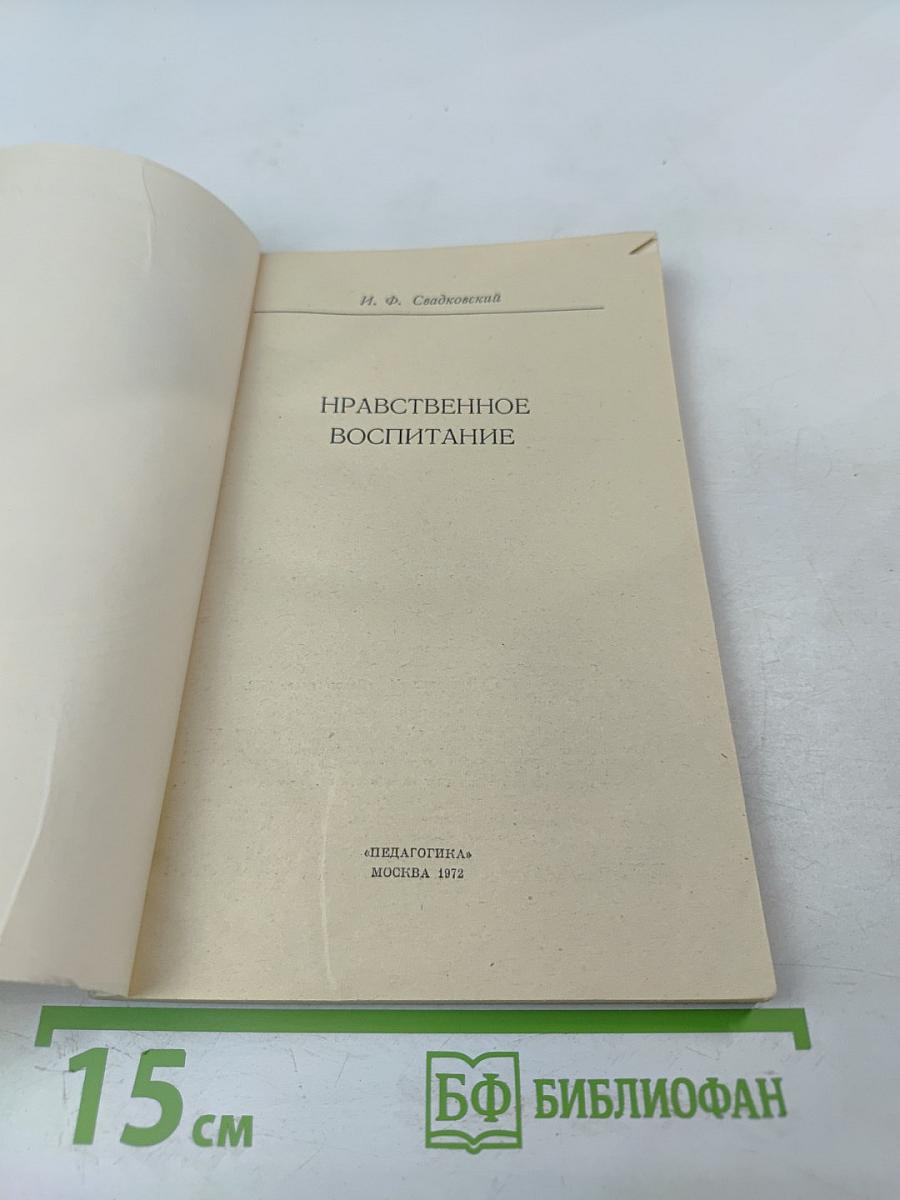 И. Ф. Свадковский
НРАВСТВЕННОЕ
ВОСПИТАНИЕ
«ПЕДАГОГИКА»
МОСКВА 1972
15 см
БФ БИБЛИОФАН